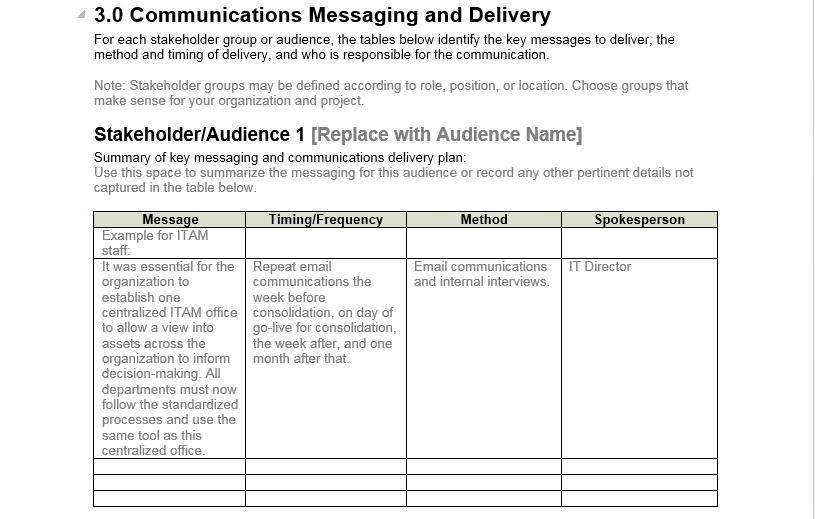 3.0 Communications Messaging and Delivery
For each stakeholder group or audience, the tables below identify the key messages to deliver, the
method and timing of delivery, and who is responsible for the communication.
Note: Stakeholder groups may be defined according to role, position, or location. Choose groups that
make sense for your organization and project.
Stakeholder/Audience 1 [Replace with Audience Name]
Summary of key messaging and communications delivery plan:
Use this space to summarize the messaging for this audience or record any other pertinent details not
captured in the table below.
Message
Timing/Frequency
Method
Spokesperson
Example for ITAM
staff:
It was essential for the
organization to
establish one
centralized ITAM office
to allow a view into
assets across the
organization to inform
decision-making. All
departments must now
follow the standardized
processes and use the
same tool as this
centralized office.
Repeat email
communications the
week before
consolidation, on day of
go-live for consolidation,
the week after, and one
month after that.
Email communications
and internal interviews.
IT Director